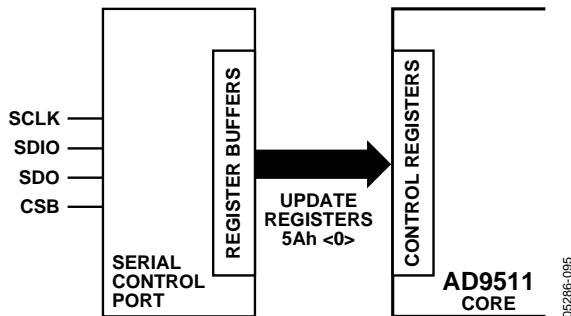 SCLK
SDIO
SDO
CSB
SERIAL
CONTROL
PORT
REGISTER BUFFERS
UPDATE
REGISTERS
5Ah <0>
CONTROL REGISTERS
AD9511
CORE
05286-095